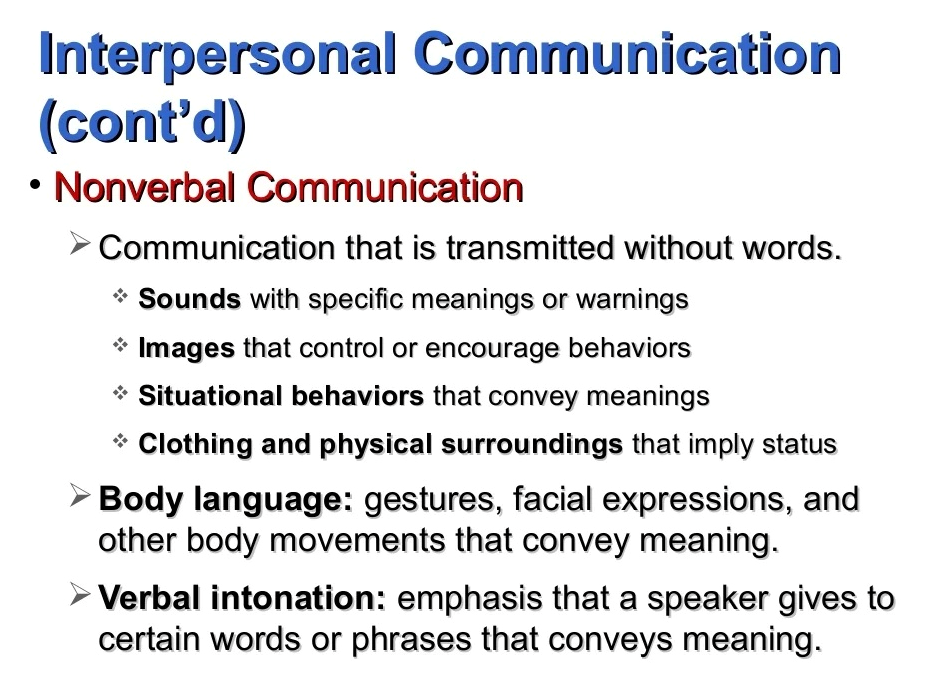 Interpersonal Communication
(cont’d)
• Nonverbal Communication
➢ Communication that is transmitted without words.
❖ Sounds with specific meanings or warnings
❖ Images that control or encourage behaviors
❖ Situational behaviors that convey meanings
❖ Clothing and physical surroundings that imply status
➢ Body language: gestures, facial expressions, and
other body movements that convey meaning.
➢ Verbal intonation: emphasis that a speaker gives to
certain words or phrases that conveys meaning.